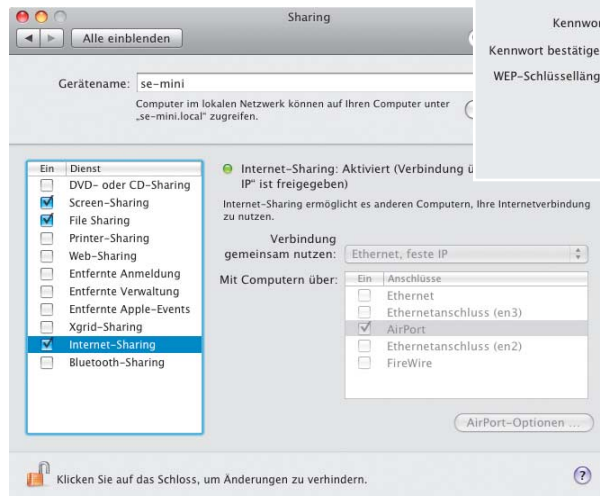 Sharing
Alle einblenden
Gerätename: se-mini
Computer im lokalen Netzwerk können auf Ihren Computer unter
„se-mini.local“ zugreifen.
Kennwort bestätige
WEP-Schlüsselläng
Ein Dienst
DVD- oder CD-Sharing
Screen-Sharing
File Sharing
Printer-Sharing
Web-Sharing
Entfernte Anmeldung
Entfernte Verwaltung
Entfernte Apple-Events
Xgrid-Sharing
Internet-Sharing
Bluetooth-Sharing
Internet-Sharing: Aktiviert (Verbindung
IP“ ist freigegeben)
Internet-Sharing ermöglicht es anderen Computern, Ihre Internetverbindung
zu nutzen.
Verbindung
gemeinsam nutzen: Ethernet, feste IP
Mit Computern über: Ein Anschlüsse
Ethernet
Ethernetanschluss (en3)
AirPort
Ethernetanschluss (en2)
FireWire
AirPort-Optionen ...
Klicken Sie auf das Schloss, um Änderungen zu verhindern.
?